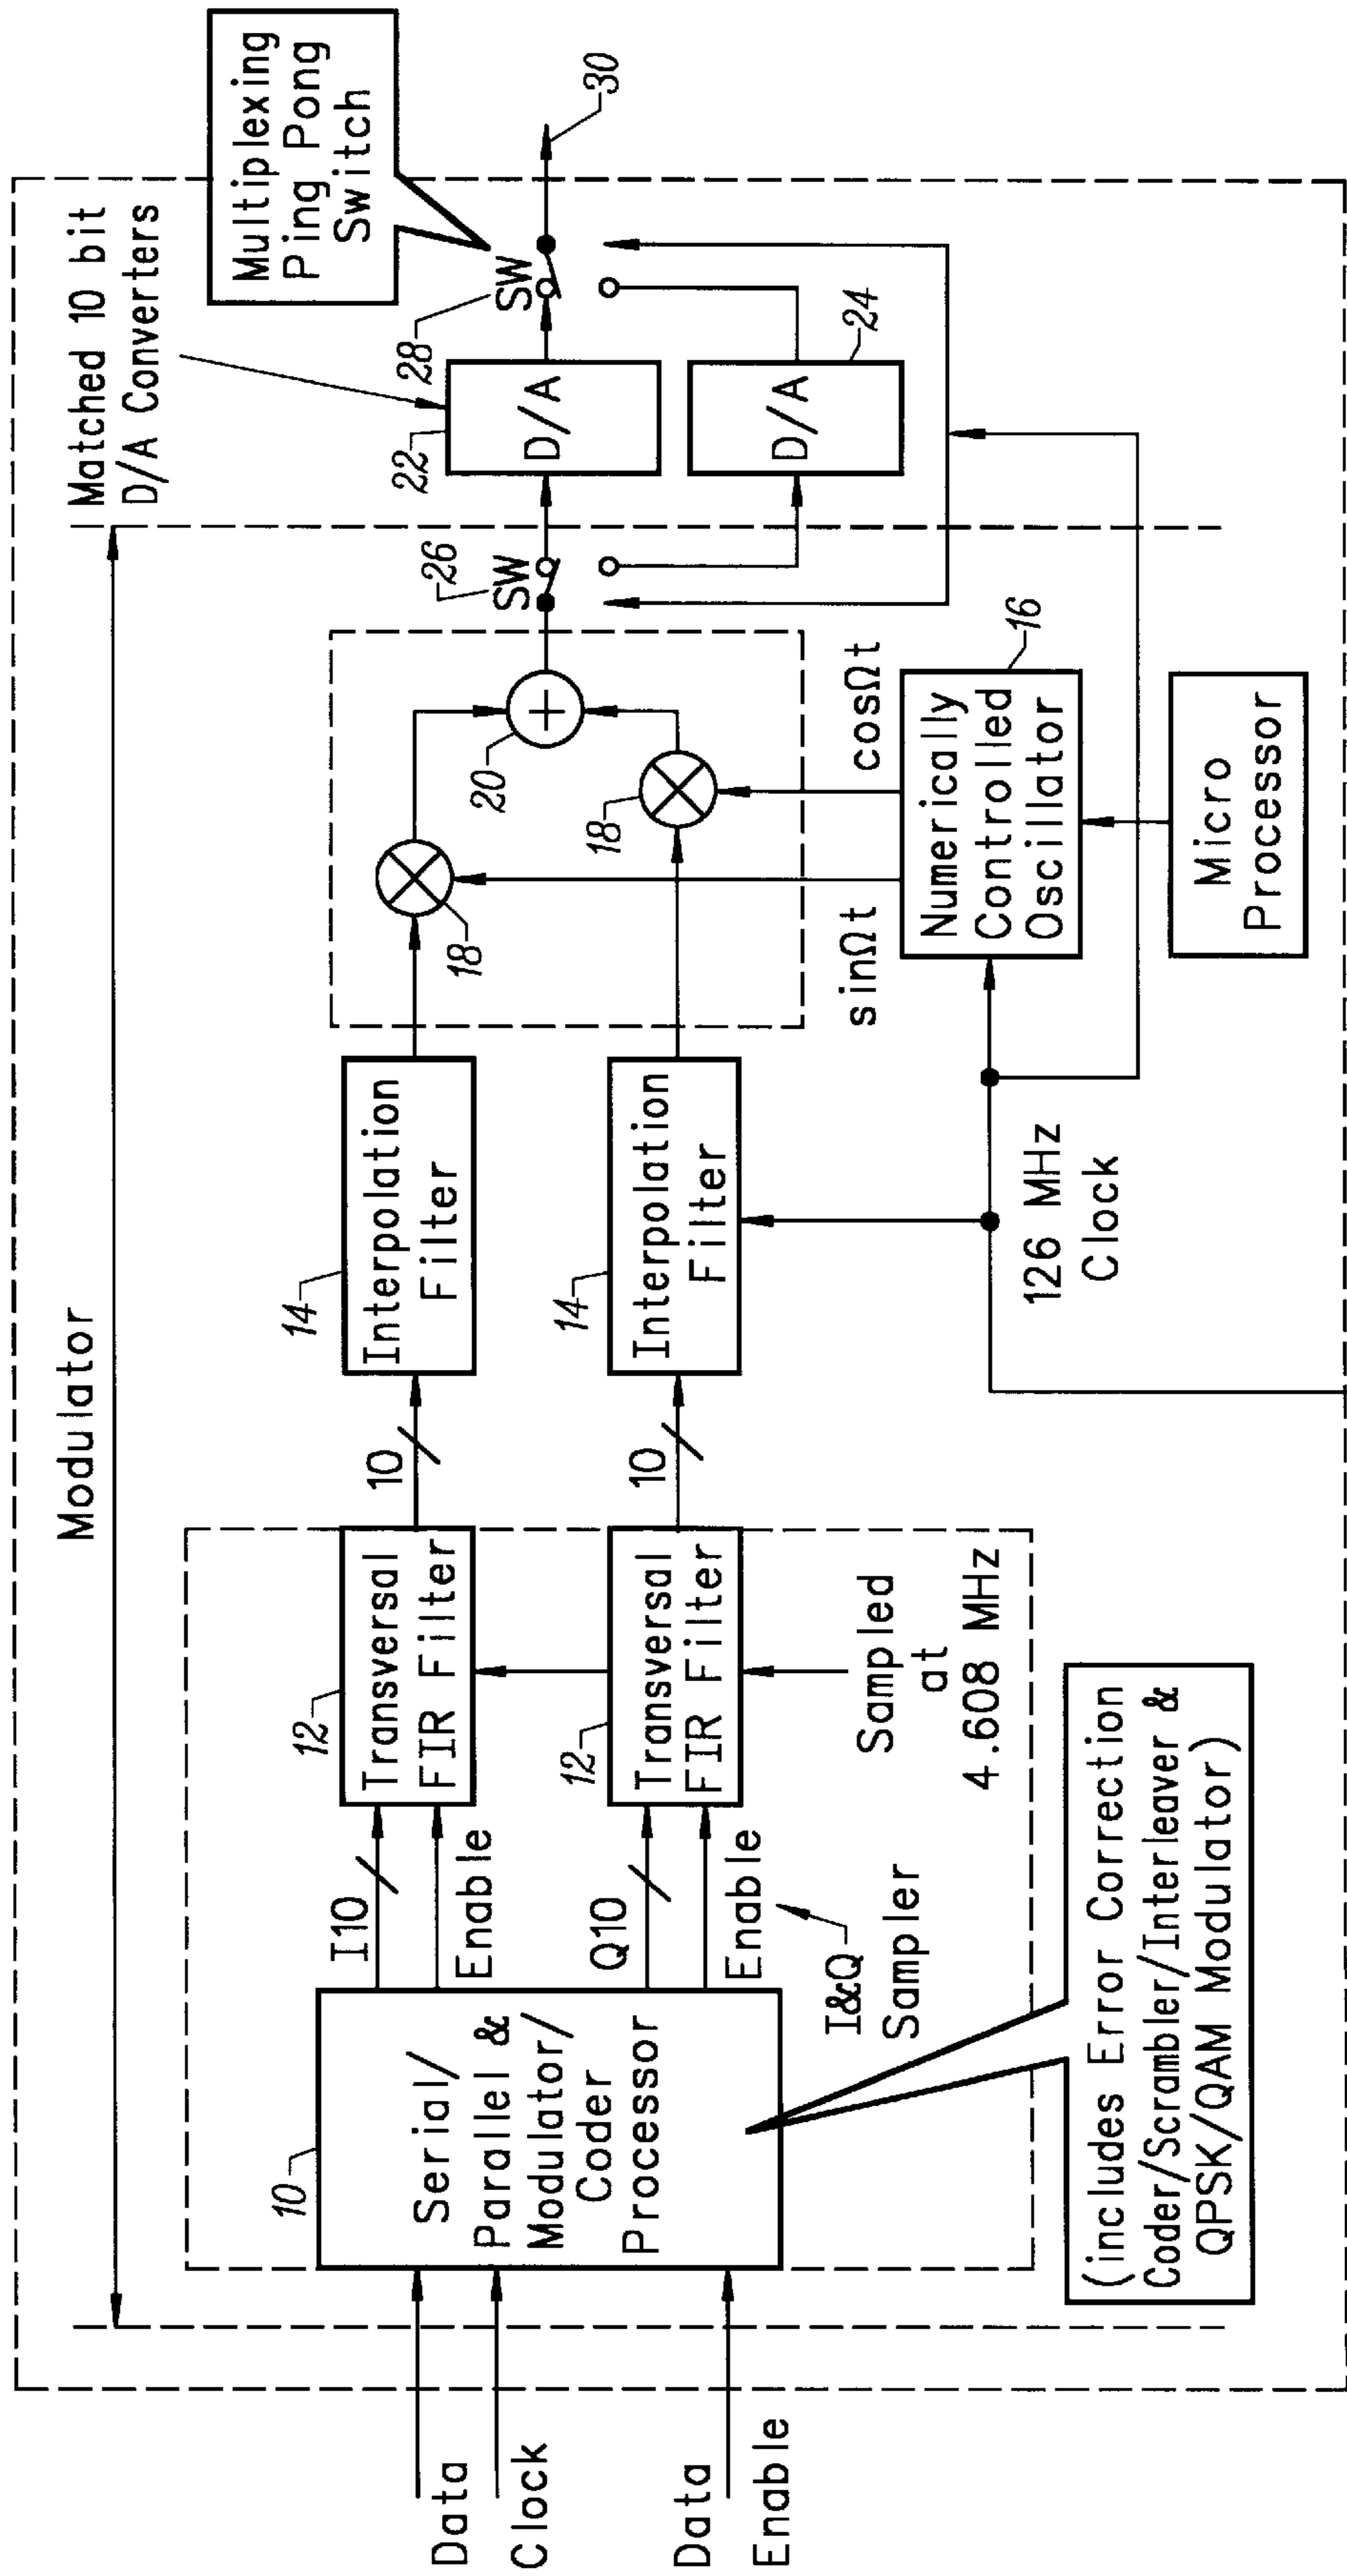 Modulator
Matched 10 bit
D/A Converters
Multiplexing
Ping Pong
Switch
Data
Clock
Data
Enable
10
Serial/
Parallel &
Modulator/
Coder
Processor
I10
Enable
Q10
Enable
I&Q
Sampler
12
Transversal
FIR Filter
12
Transversal
FIR Filter
Sampled
at
4.608 MHz
(includes Error Correction
Coder/Scrambler/Interleaver &
QPSK/QAM Modulator)
10
10
14
Interpolation
Filter
14
Interpolation
Filter
126 MHz
Clock
18
18
20
sinΩt
cosΩt
16
Numerically
Controlled
Oscillator
Micro
Processor
26
SW
22
D/A
24
D/A
28
SW
30